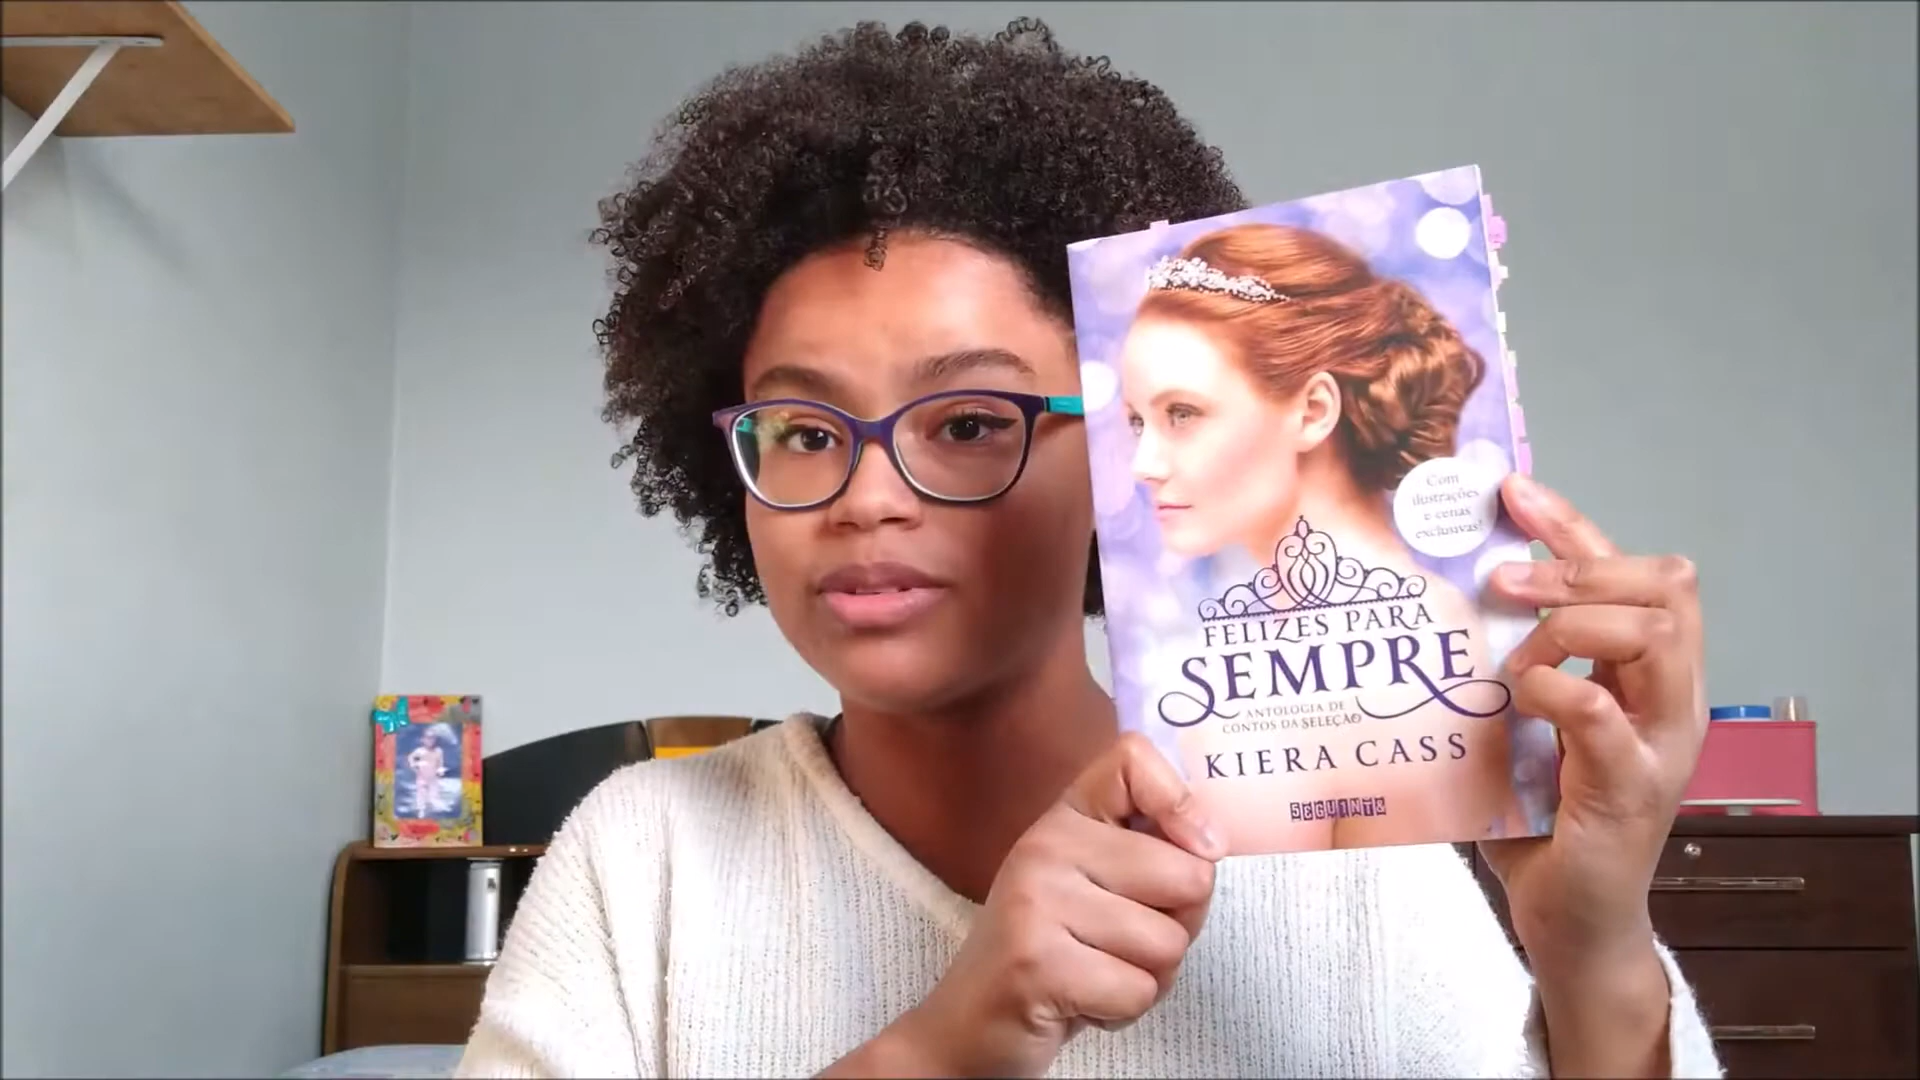 Com
ilustrações
e cenas
exclusivas!
FELIZES PARA
SEMPRE
ANTOLOGIA DE
CONTOS DA SELEÇÃO
KIERA CASS
SEGUINTE